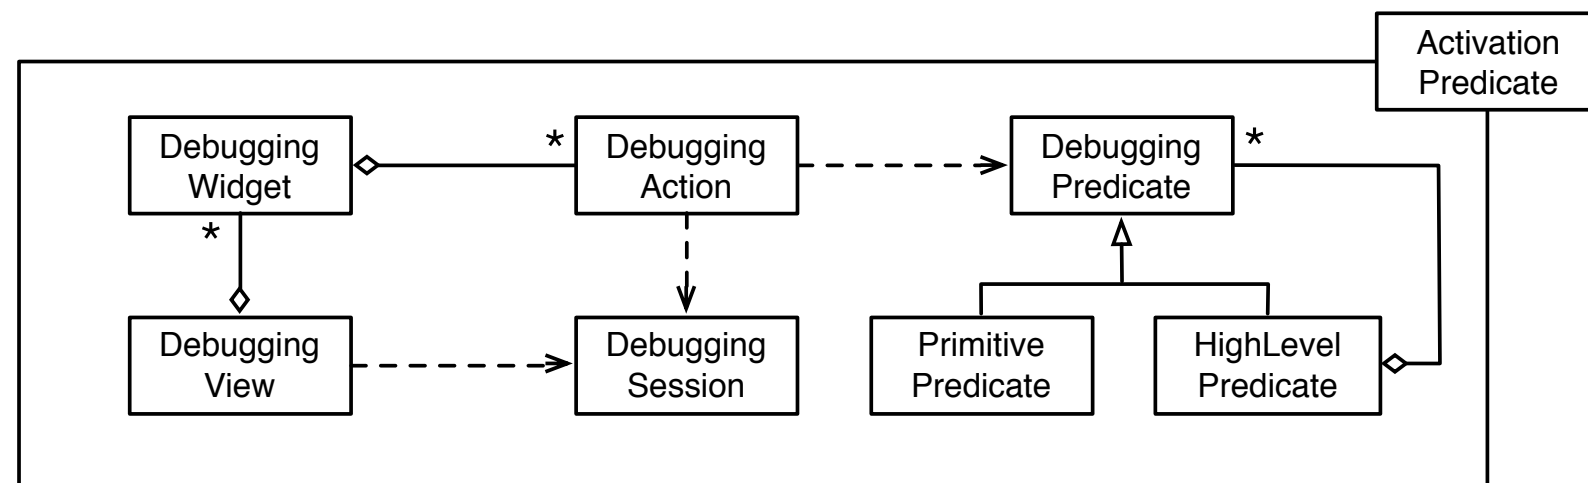 Activation
Predicate
Debugging
Widget
*
Debugging
Action
Debugging
Predicate
*
*
Debugging
View
Debugging
Session
Primitive
Predicate
HighLevel
Predicate